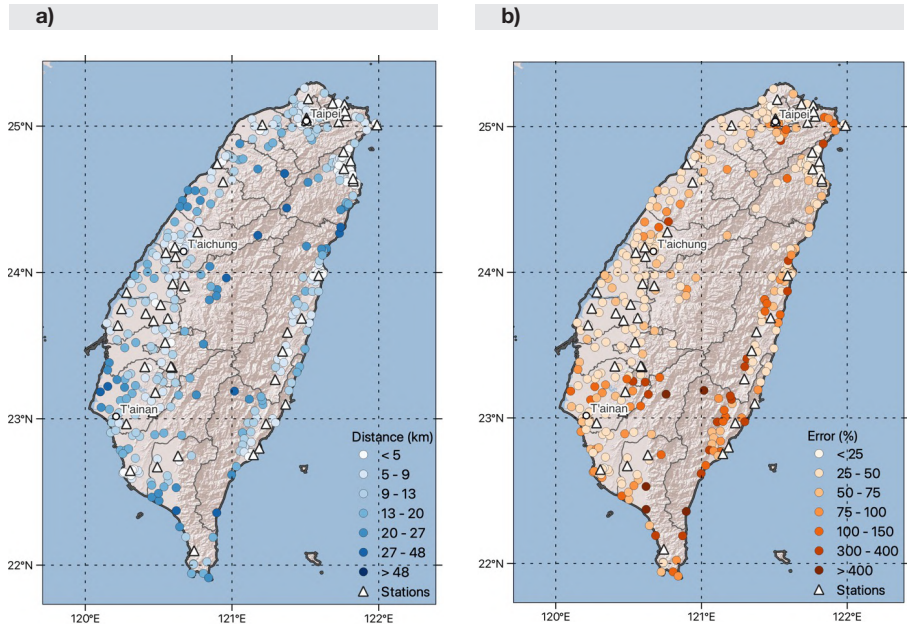 a)
25°N
24°N
23°N
22°N
120°E
121°E
122°E
Taipei
T'aichung
T'ainan
Distance (km)
< 5
5 - 9
9 - 13
13 - 20
20 - 27
27 - 48
> 48
Stations
b)
25°N
24°N
23°N
22°N
120°E
121°E
122°E
Taipei
T'aichung
T'ainan
Error (%)
< 25
25 - 50
50 - 75
75 - 100
100 - 150
300 - 400
> 400
Stations